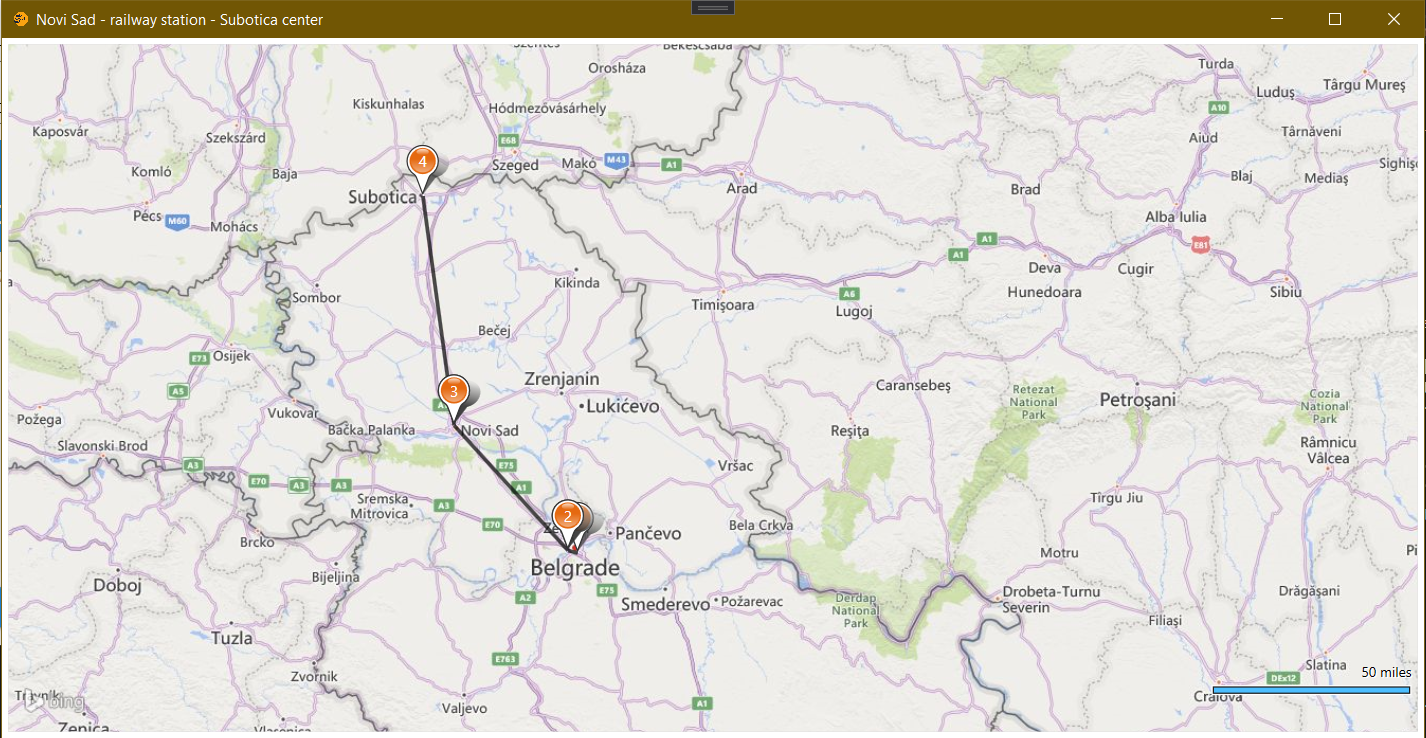 Novi Sad - railway station - Subotica center
Szentes
Békéscsaba
Orosháza
Turda
Târgu Mureș
Luduș
Kiskunhalas
Hódmezővásárhely
A10
Kaposvár
Szekszárd
E68
Aiud
Târnăveni
4
Szeged
Makó
M43
A1
Sighiș
Komló
Baja
Blaj
Mediaș
Subotica
Arad
Brad
Pécs
M60
Mohács
Alba Iulia
A1
E81
A1
Deva
Cugir
a
Kikinda
Sombor
Timișoara
A6
Lugoj
Hunedoara
Sibiu
Bečej
E73
Osijek
Zrenjanin
Caransebeș
3
A5
Retezat
National
Park
Petroșani
Cozia
National
Park
Lukićevo
Vukovar
Požega
Bačka Palanka
Novi Sad
Reșița
Slavonski Brod
Râmnicu
Vâlcea
A3
E75
Vršac
E70
A3
A3
A1
Sremska
Mitrovica
A3
Tîrgu Jiu
2
E70
Bela Crkva
Pančevo
Brcko
Belgrade
Motru
Pi
Doboj
Bijeljina
E75
A2
Smederevo
Požarevac
Đerdap
National
Park
Drobeta-Turnu
Severin
Drăgășani
Filiași
Tuzla
E763
Slatina
50 miles
Zvornik
DEx12
Craiova
Travnik
bing
Valjevo
A1
Zenica
Vlasenica